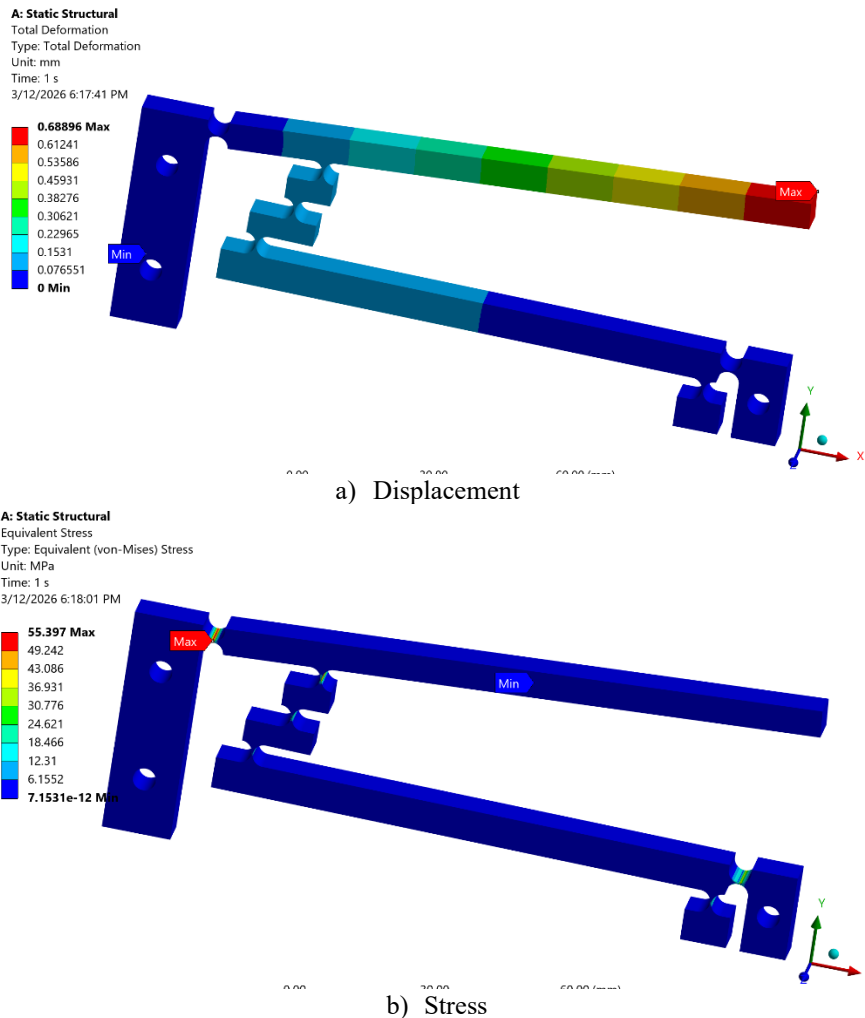 A: Static Structural
Total Deformation
Type: Total Deformation
Unit: mm
Time: 1 s
3/12/2026 6:17:41 PM
0.68896 Max
0.61241
0.53586
0.45931
0.38276
0.30621
0.22965
0.1531
0.076551
0 Min
Min
Max
Y
X
Z
a) Displacement
A: Static Structural
Equivalent Stress
Type: Equivalent (von-Mises) Stress
Unit: MPa
Time: 1 s
3/12/2026 6:18:01 PM
55.397 Max
49.242
43.086
36.931
30.776
24.621
18.466
12.31
6.1552
7.1531e-12 Min
Max
Min
Y
Z
b) Stress